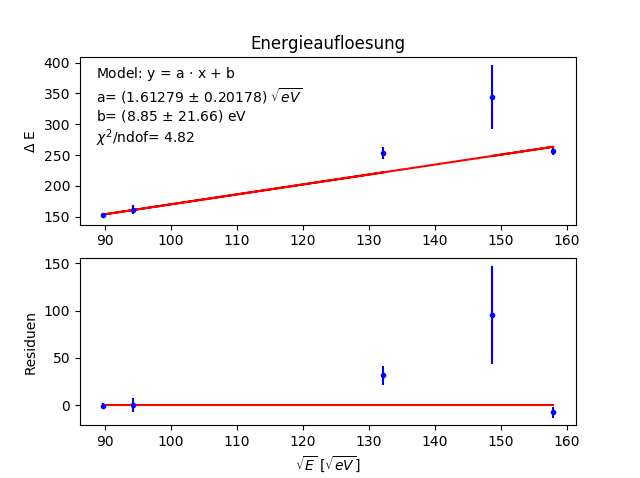 Energieaufloesung
Model: y = a · x + b
a= (1.61279 ± 0.20178) √eV
b= (8.85 ± 21.66) eV
χ²/ndof= 4.82
Δ E
400
350
300
250
200
150
90 100 110 120 130 140 150 160
Residuen
150
100
50
0
90 100 110 120 130 140 150 160
√E [√eV]